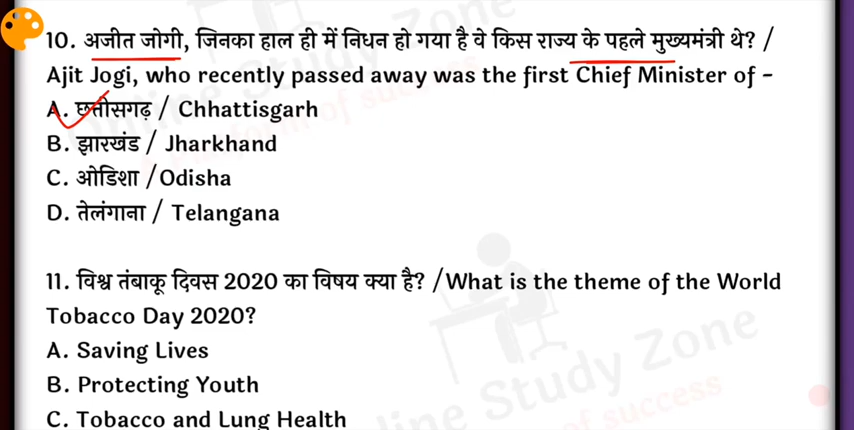 10. अजीत जोगी, जिनका हाल ही में निधन हो गया है वे किस राज्य के पहले मुख्यमंत्री थे? /
Ajit Jogi, who recently passed away was the first Chief Minister of -
A. छत्तीसगढ़ / Chhattisgarh
B. झारखंड / Jharkhand
C. ओडिशा /Odisha
D. तेलंगाना / Telangana
11. विश्व तंबाकू दिवस 2020 का विषय क्या है? /What is the theme of the World
Tobacco Day 2020?
A. Saving Lives
B. Protecting Youth
C. Tobacco and Lung Health